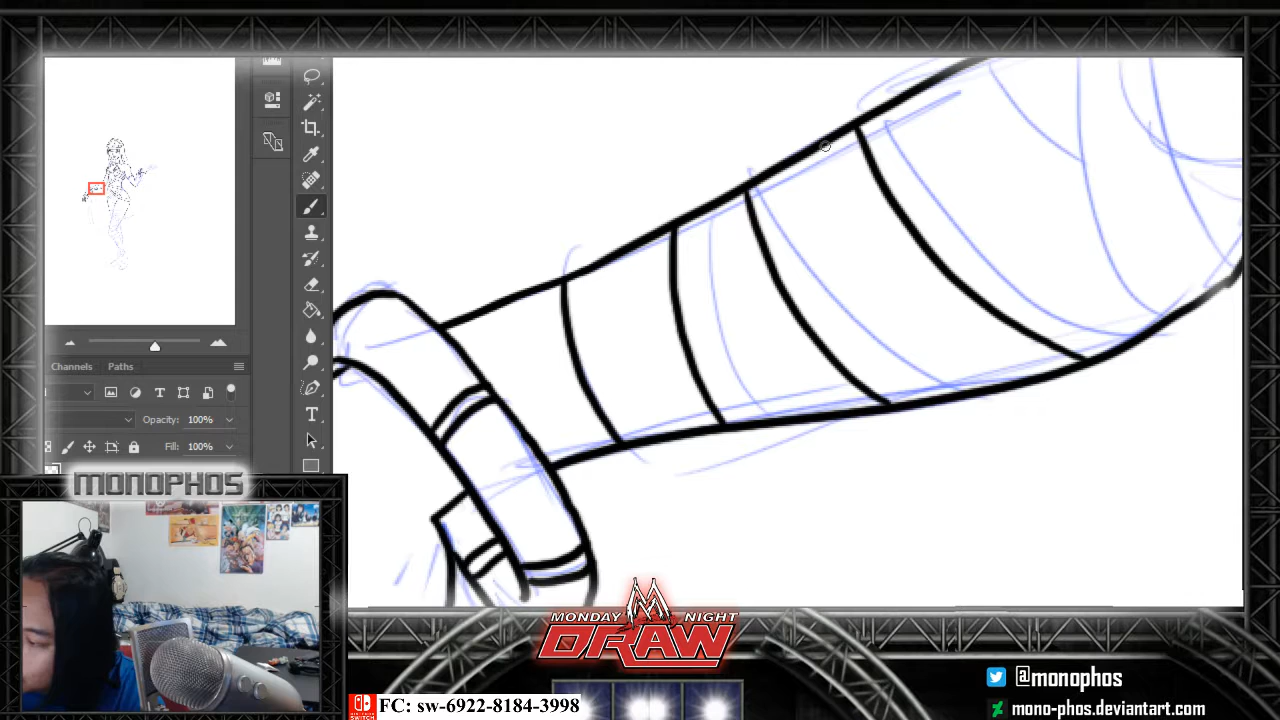 Channels Paths
Opacity: 100%
Fill: 100%
MONOPHOS
MONDAY NIGHT
DRAW
FC: sw-6922-8184-3998
@monophos
mono-phos.deviantart.com